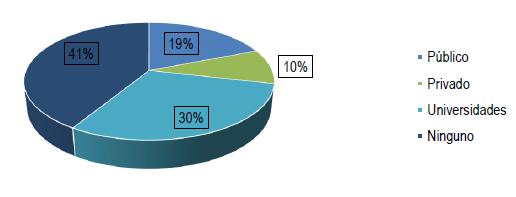 19%
41%
10%
30%
Público
Privado
Universidades
Ninguno